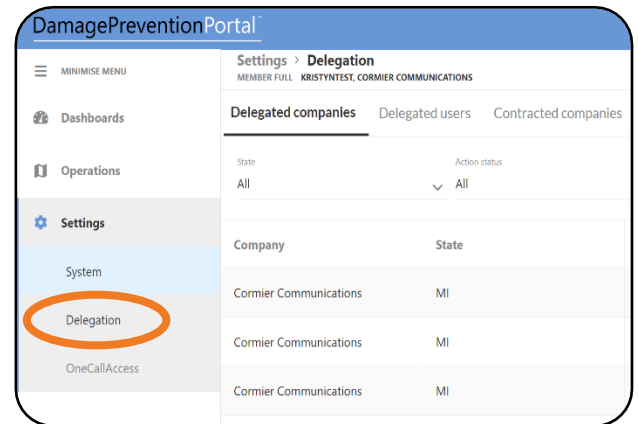 DamagePreventionPortal™
MINIMISE MENU
Dashboards
Operations
Settings
System
Delegation
OneCallAccess
Settings > Delegation
MEMBER FULL KRISTYNTEST, CORMIER COMMUNICATIONS
Delegated companies Delegated users Contracted companies
State Action status
All All
Company State
Cormier Communications MI
Cormier Communications MI
Cormier Communications MI